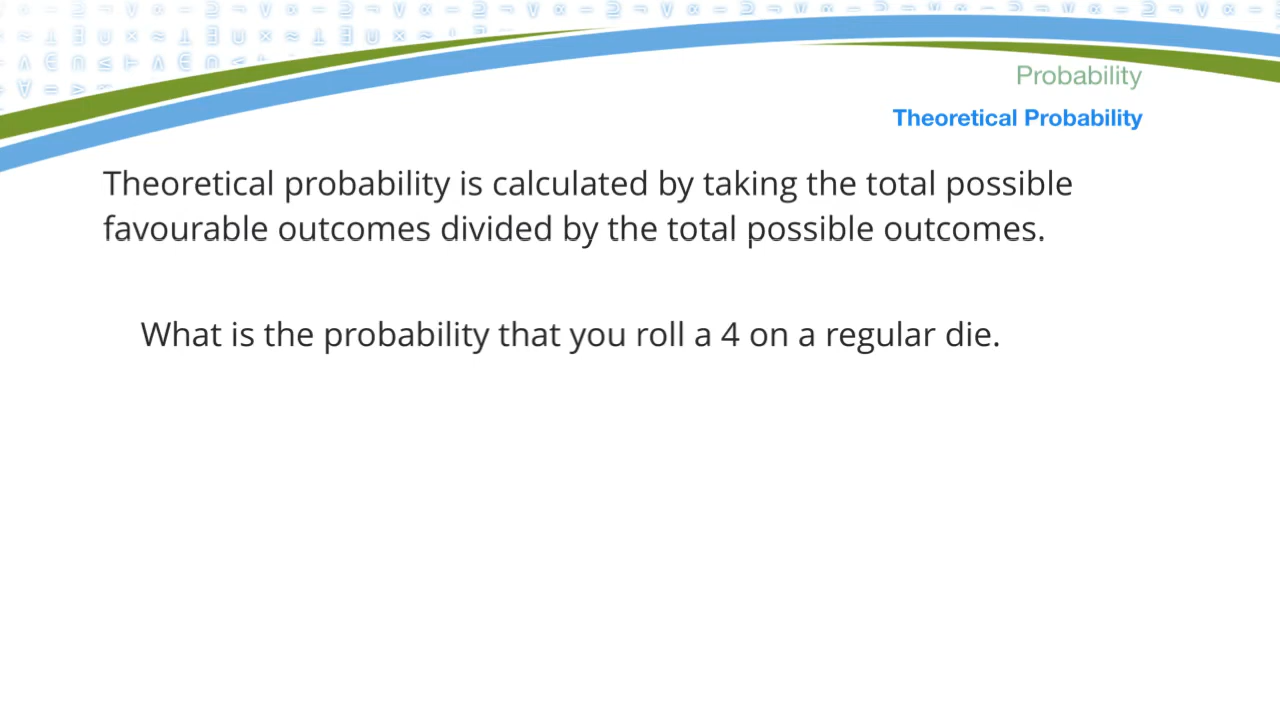 Probability
Theoretical Probability
Theoretical probability is calculated by taking the total possible
favourable outcomes divided by the total possible outcomes.
What is the probability that you roll a 4 on a regular die.